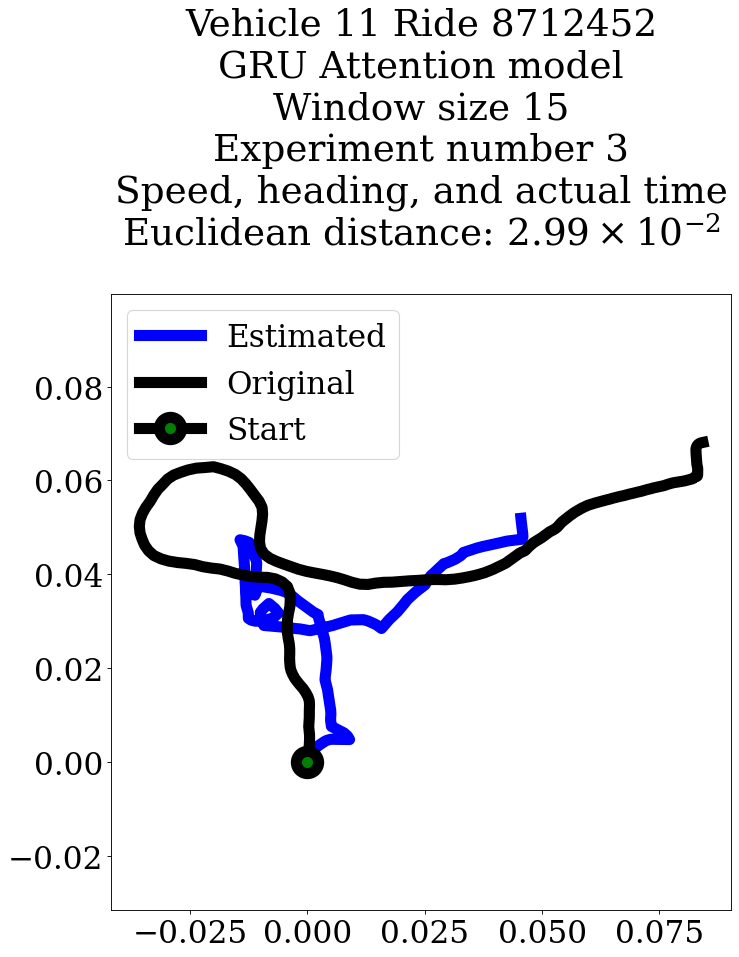 Vehicle 11 Ride 8712452
GRU Attention model
Window size 15
Experiment number 3
Speed, heading, and actual time
Euclidean distance: 2.99 × 10⁻²
Estimated
Original
Start
0.08
0.06
0.04
0.02
0.00
−0.02
−0.025 0.000 0.025 0.050 0.075